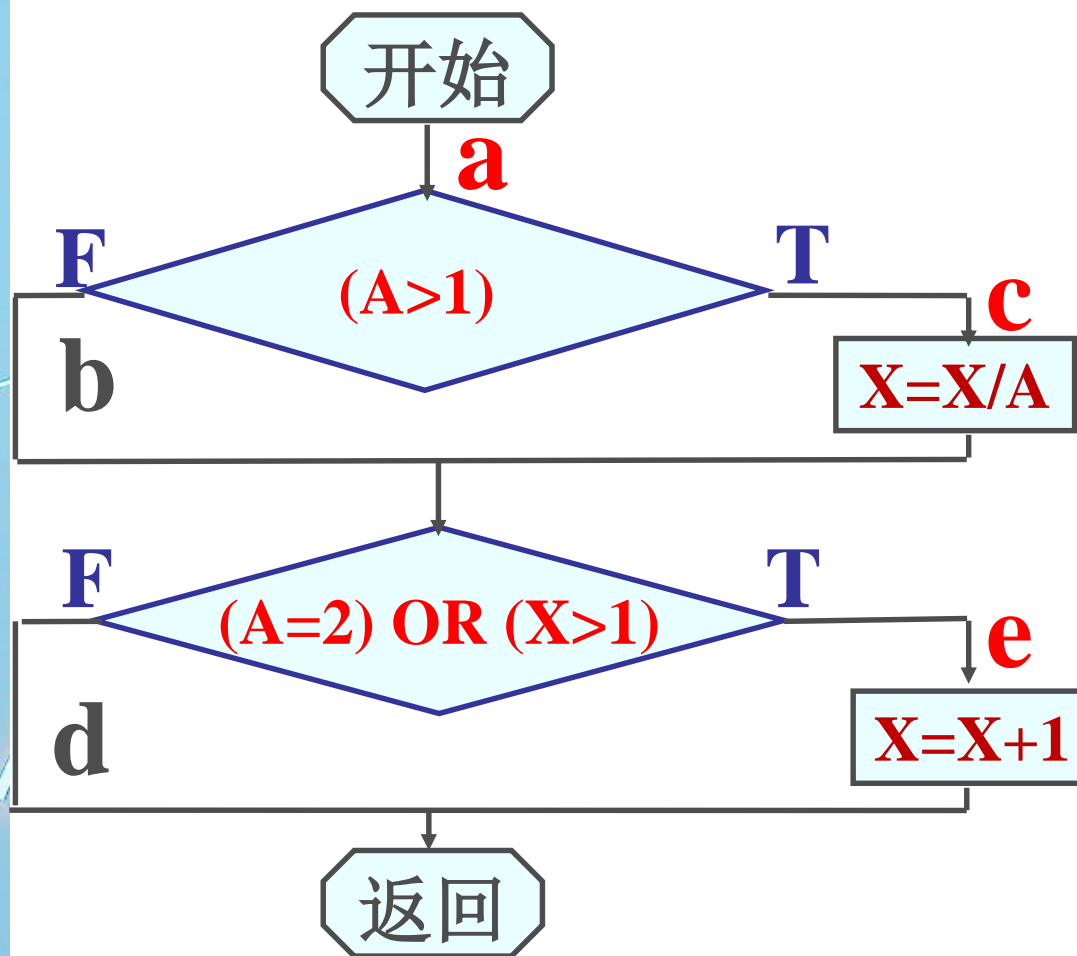 开始
a
F
T
(A>1)
c
b
X=X/A
F
T
(A=2) OR (X>1)
e
d
X=X+1
返回